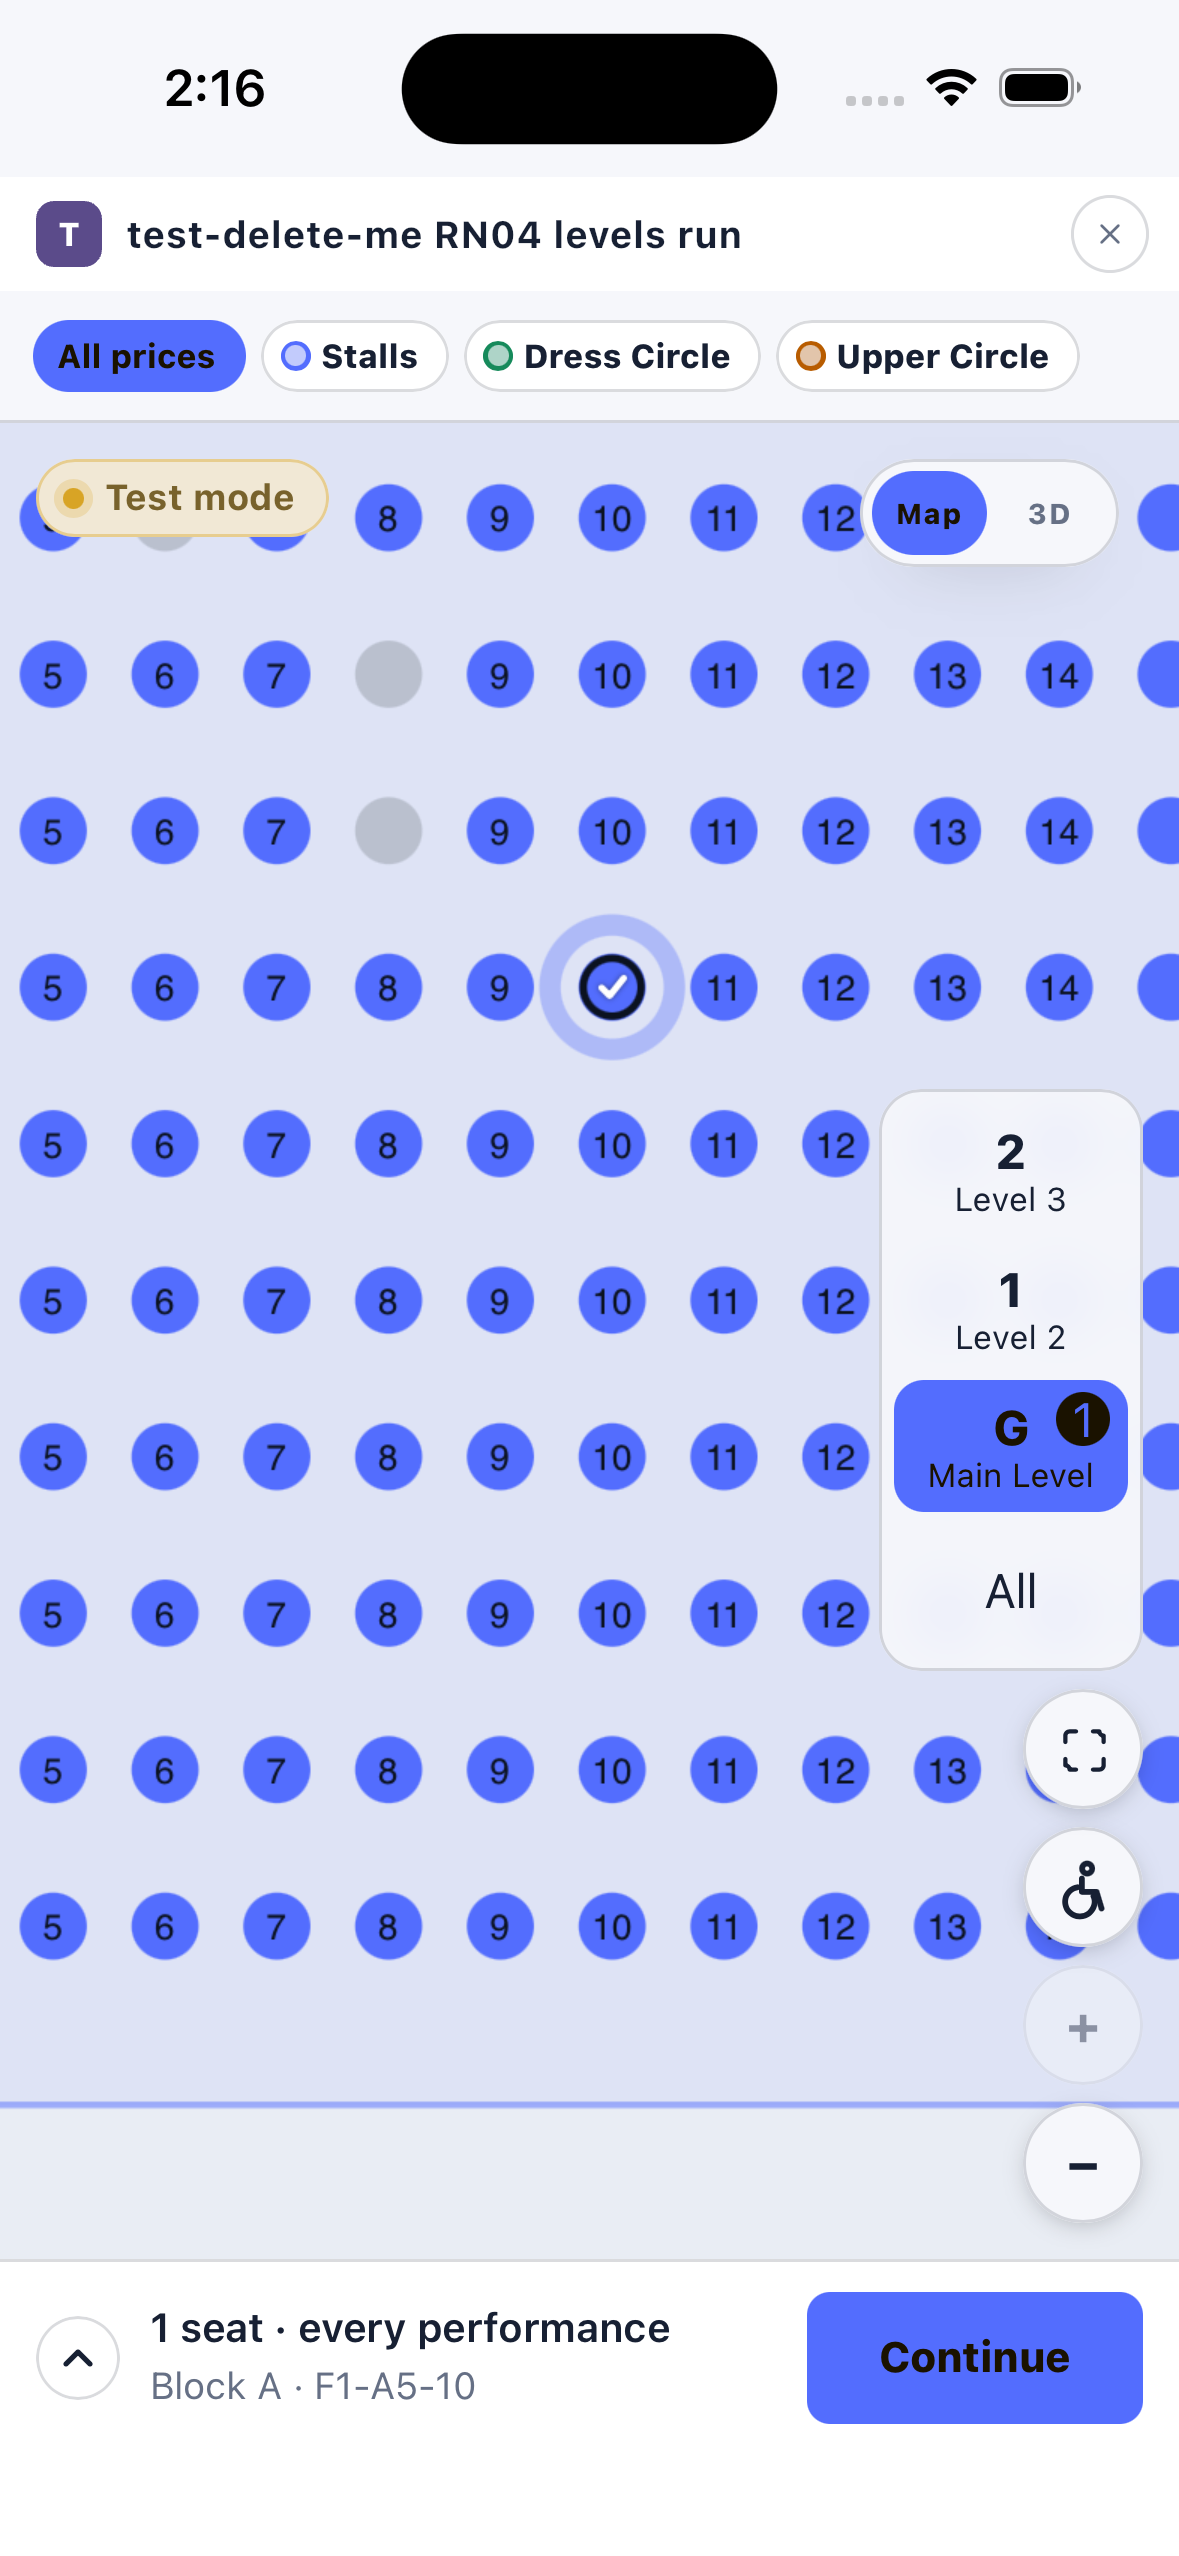 2:16
T test-delete-me RN04 levels run
All prices Stalls Dress Circle Upper Circle
Test mode 8 9 10 11 12 Map 3D
5 6 7 9 10 11 12 13 14
5 6 7 9 10 11 12 13 14
5 6 7 8 9 11 12 13 14
5 6 7 8 9 10 11 12
2
Level 3
5 6 7 8 9 10 11 12
1
Level 2
5 6 7 8 9 10 11 12
G 1
Main Level
5 6 7 8 9 10 11 12
All
5 6 7 8 9 10 11 12 13
5 6 7 8 9 10 11 12 13
+
−
1 seat · every performance
Block A · F1-A5-10
Continue